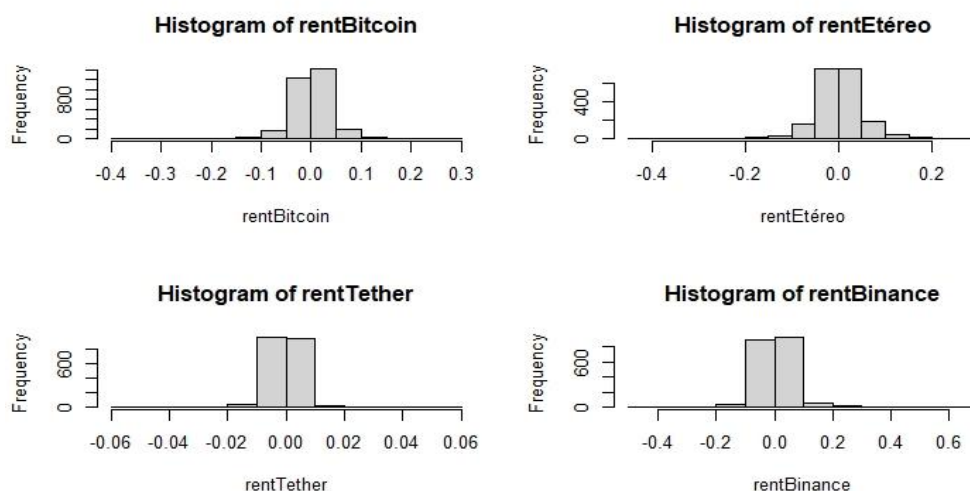 Histogram of rentBitcoin
Frequency
800
0
-0.4 -0.3 -0.2 -0.1 0.0 0.1 0.2 0.3
rentBitcoin
Histogram of rentEtéreo
Frequency
400
0
-0.4 -0.2 0.0 0.2
rentEtéreo
Histogram of rentTether
Frequency
600
0
-0.06 -0.04 -0.02 0.00 0.02 0.04 0.06
rentTether
Histogram of rentBinance
Frequency
600
0
-0.4 -0.2 0.0 0.2 0.4 0.6
rentBinance